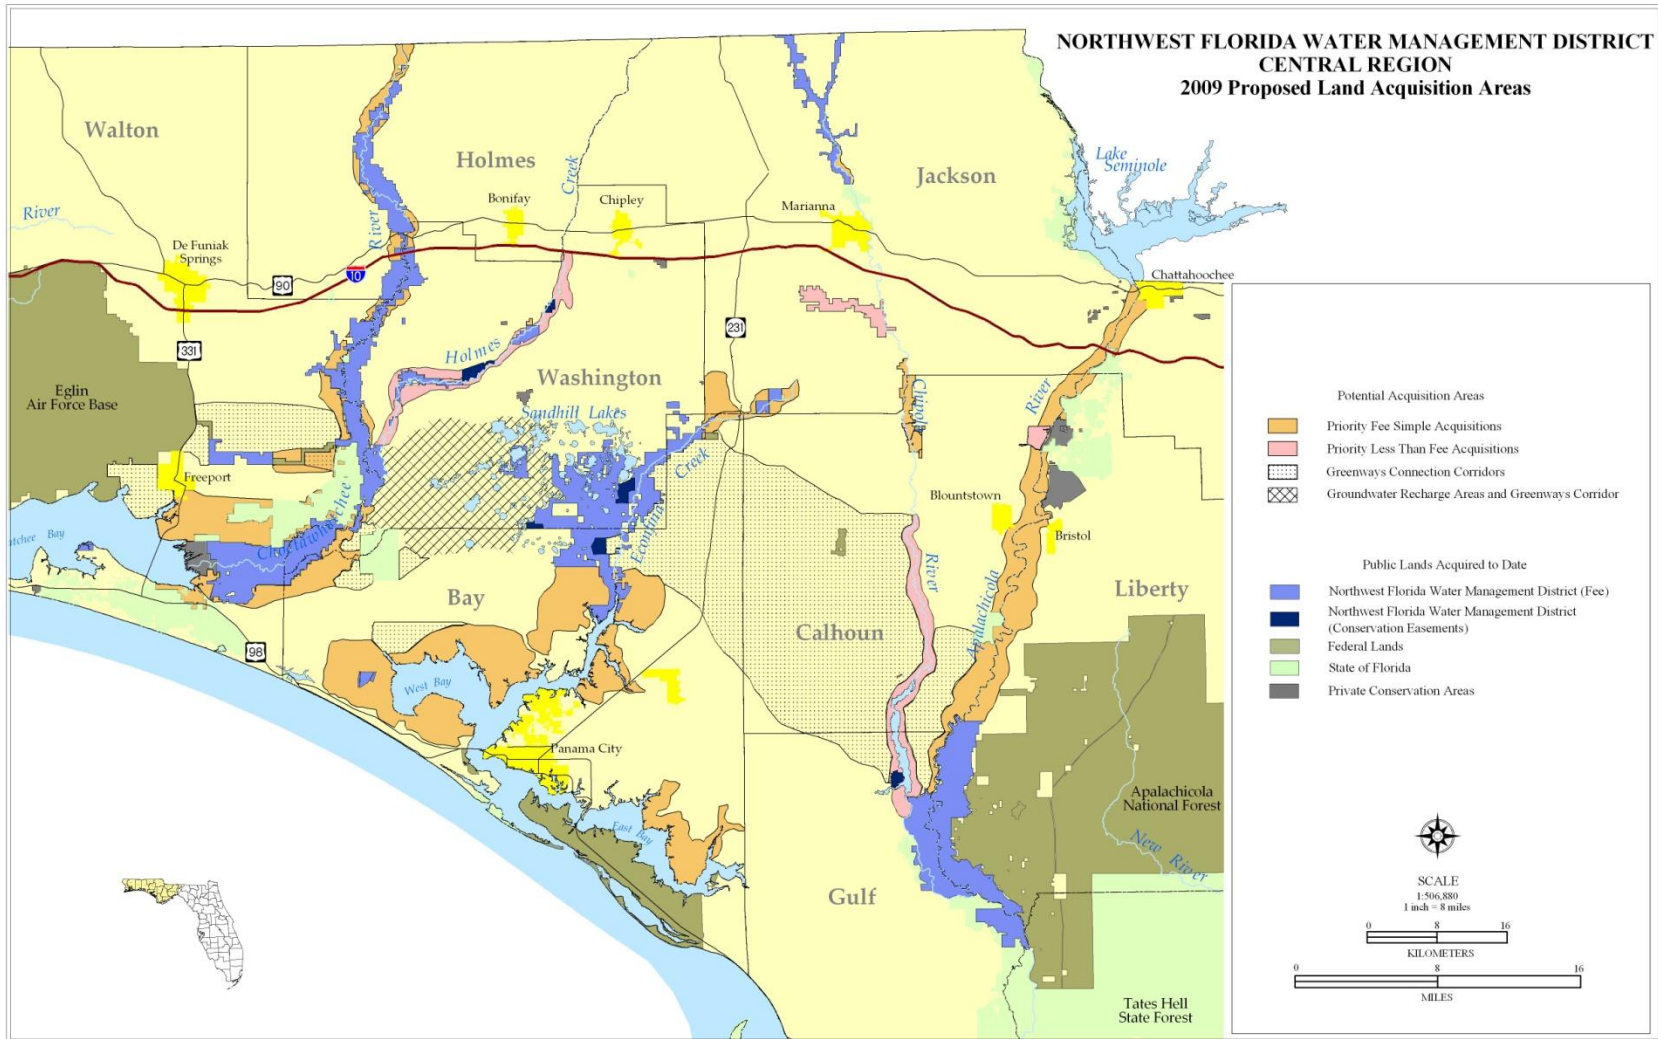 NORTHWEST FLORIDA WATER MANAGEMENT DISTRICT
CENTRAL REGION
2009 Proposed Land Acquisition Areas
Walton
Holmes
Jackson
Lake
Seminole
Creek
River
River
Bonifay
Chipley
Marianna
De Funiak
Springs
10
90
Chattahoochee
331
231
Holmes
Washington
Eglin
Air Force Base
Sandhill Lakes
Chipola
River
Freeport
Creek
Blountstown
Bristol
Choctawhatchee
Econfina
tchee Bay
Bay
River
Liberty
Calhoun
Apalachicola
98
West Bay
Panama City
East Bay
Apalachicola
National Forest
New River
Gulf
Tates Hell
State Forest
Potential Acquisition Areas
Priority Fee Simple Acquisitions
Priority Less Than Fee Acquisitions
Greenways Connection Corridors
Groundwater Recharge Areas and Greenways Corridor
Public Lands Acquired to Date
Northwest Florida Water Management District (Fee)
Northwest Florida Water Management District
(Conservation Easements)
Federal Lands
State of Florida
Private Conservation Areas
SCALE
1:506,880
1 inch = 8 miles
0 8 16
KILOMETERS
0 8 16
MILES